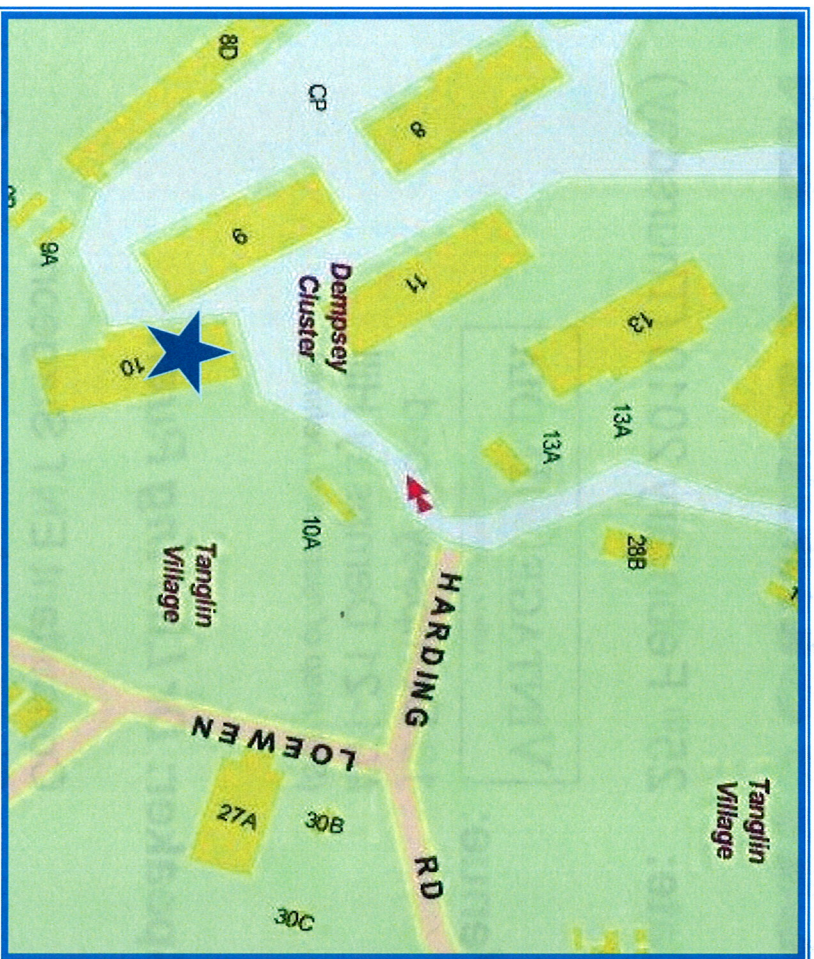 8D
CP
8
9
9A
11
13
Dempsey
Cluster
10
13A
13A
10A
28B
Tanglin
Village
HARDING RD
LOEWEN
27A
30B
30C
Tanglin
Village